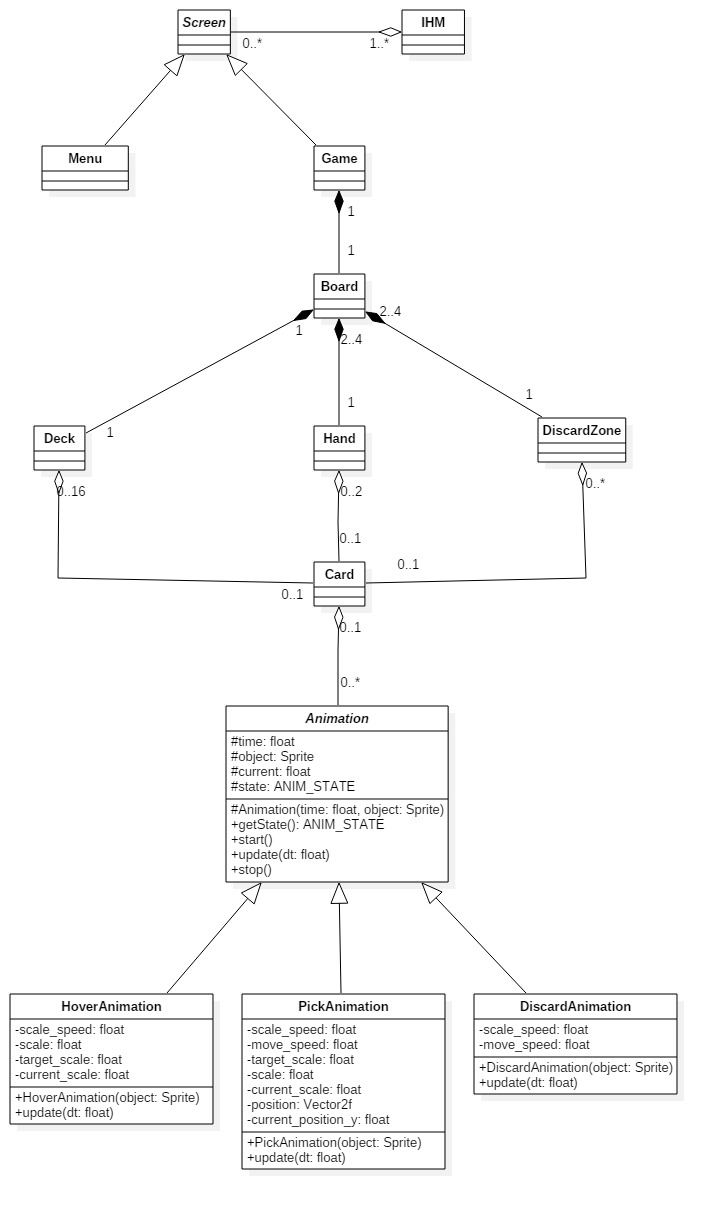 Screen
IHM
0..*
1..*
Menu
Game
1
1
Board
2..4
1
2..4
1
1
1
Deck
Hand
DiscardZone
0..16
0..2
0..*
0..1
0..1
Card
0..1
0..1
0..*
Animation
#time: float
#object: Sprite
#current: float
#state: ANIM_STATE
#Animation(time: float, object: Sprite)
+getState(): ANIM_STATE
+start()
+update(dt: float)
+stop()
HoverAnimation
-scale_speed: float
-scale: float
-target_scale: float
-current_scale: float
+HoverAnimation(object: Sprite)
+update(dt: float)
PickAnimation
-scale_speed: float
-move_speed: float
-target_scale: float
-scale: float
-current_scale: float
-position: Vector2f
-current_position_y: float
+PickAnimation(object: Sprite)
+update(dt: float)
DiscardAnimation
-scale_speed: float
-move_speed: float
+DiscardAnimation(object: Sprite)
+update(dt: float)